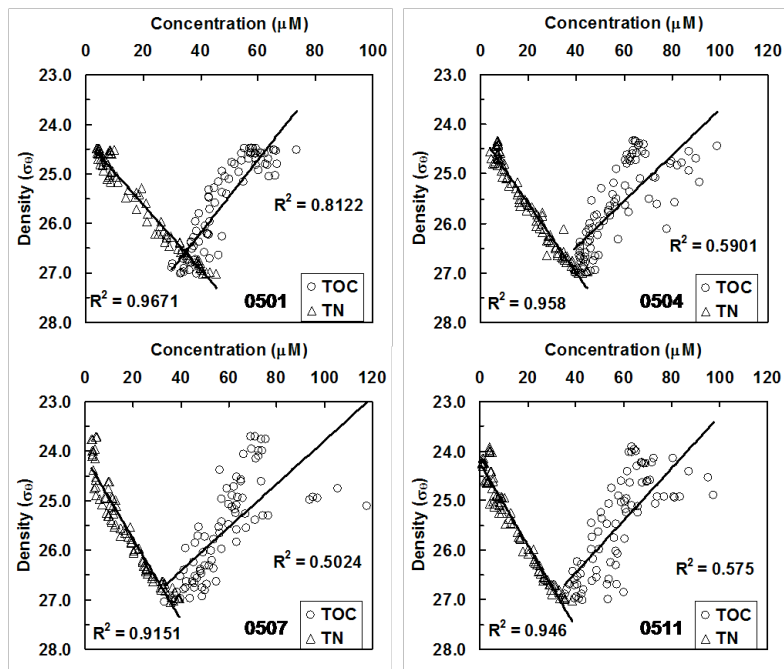 Concentration (μM)
0 20 40 60 80 100
23.0
24.0
25.0
26.0
27.0
28.0
Density (σθ)
R² = 0.8122
R² = 0.9671
0501
TOC
TN
Concentration (μM)
0 20 40 60 80 100 120
23.0
24.0
25.0
26.0
27.0
28.0
Density (σθ)
R² = 0.5901
R² = 0.958
0504
TOC
TN
Concentration (μM)
0 20 40 60 80 100 120
23.0
24.0
25.0
26.0
27.0
28.0
Density (σθ)
R² = 0.5024
R² = 0.9151
0507
TOC
TN
Concentration (μM)
0 20 40 60 80 100 120
23.0
24.0
25.0
26.0
27.0
28.0
Density (σθ)
R² = 0.575
R² = 0.946
0511
TOC
TN